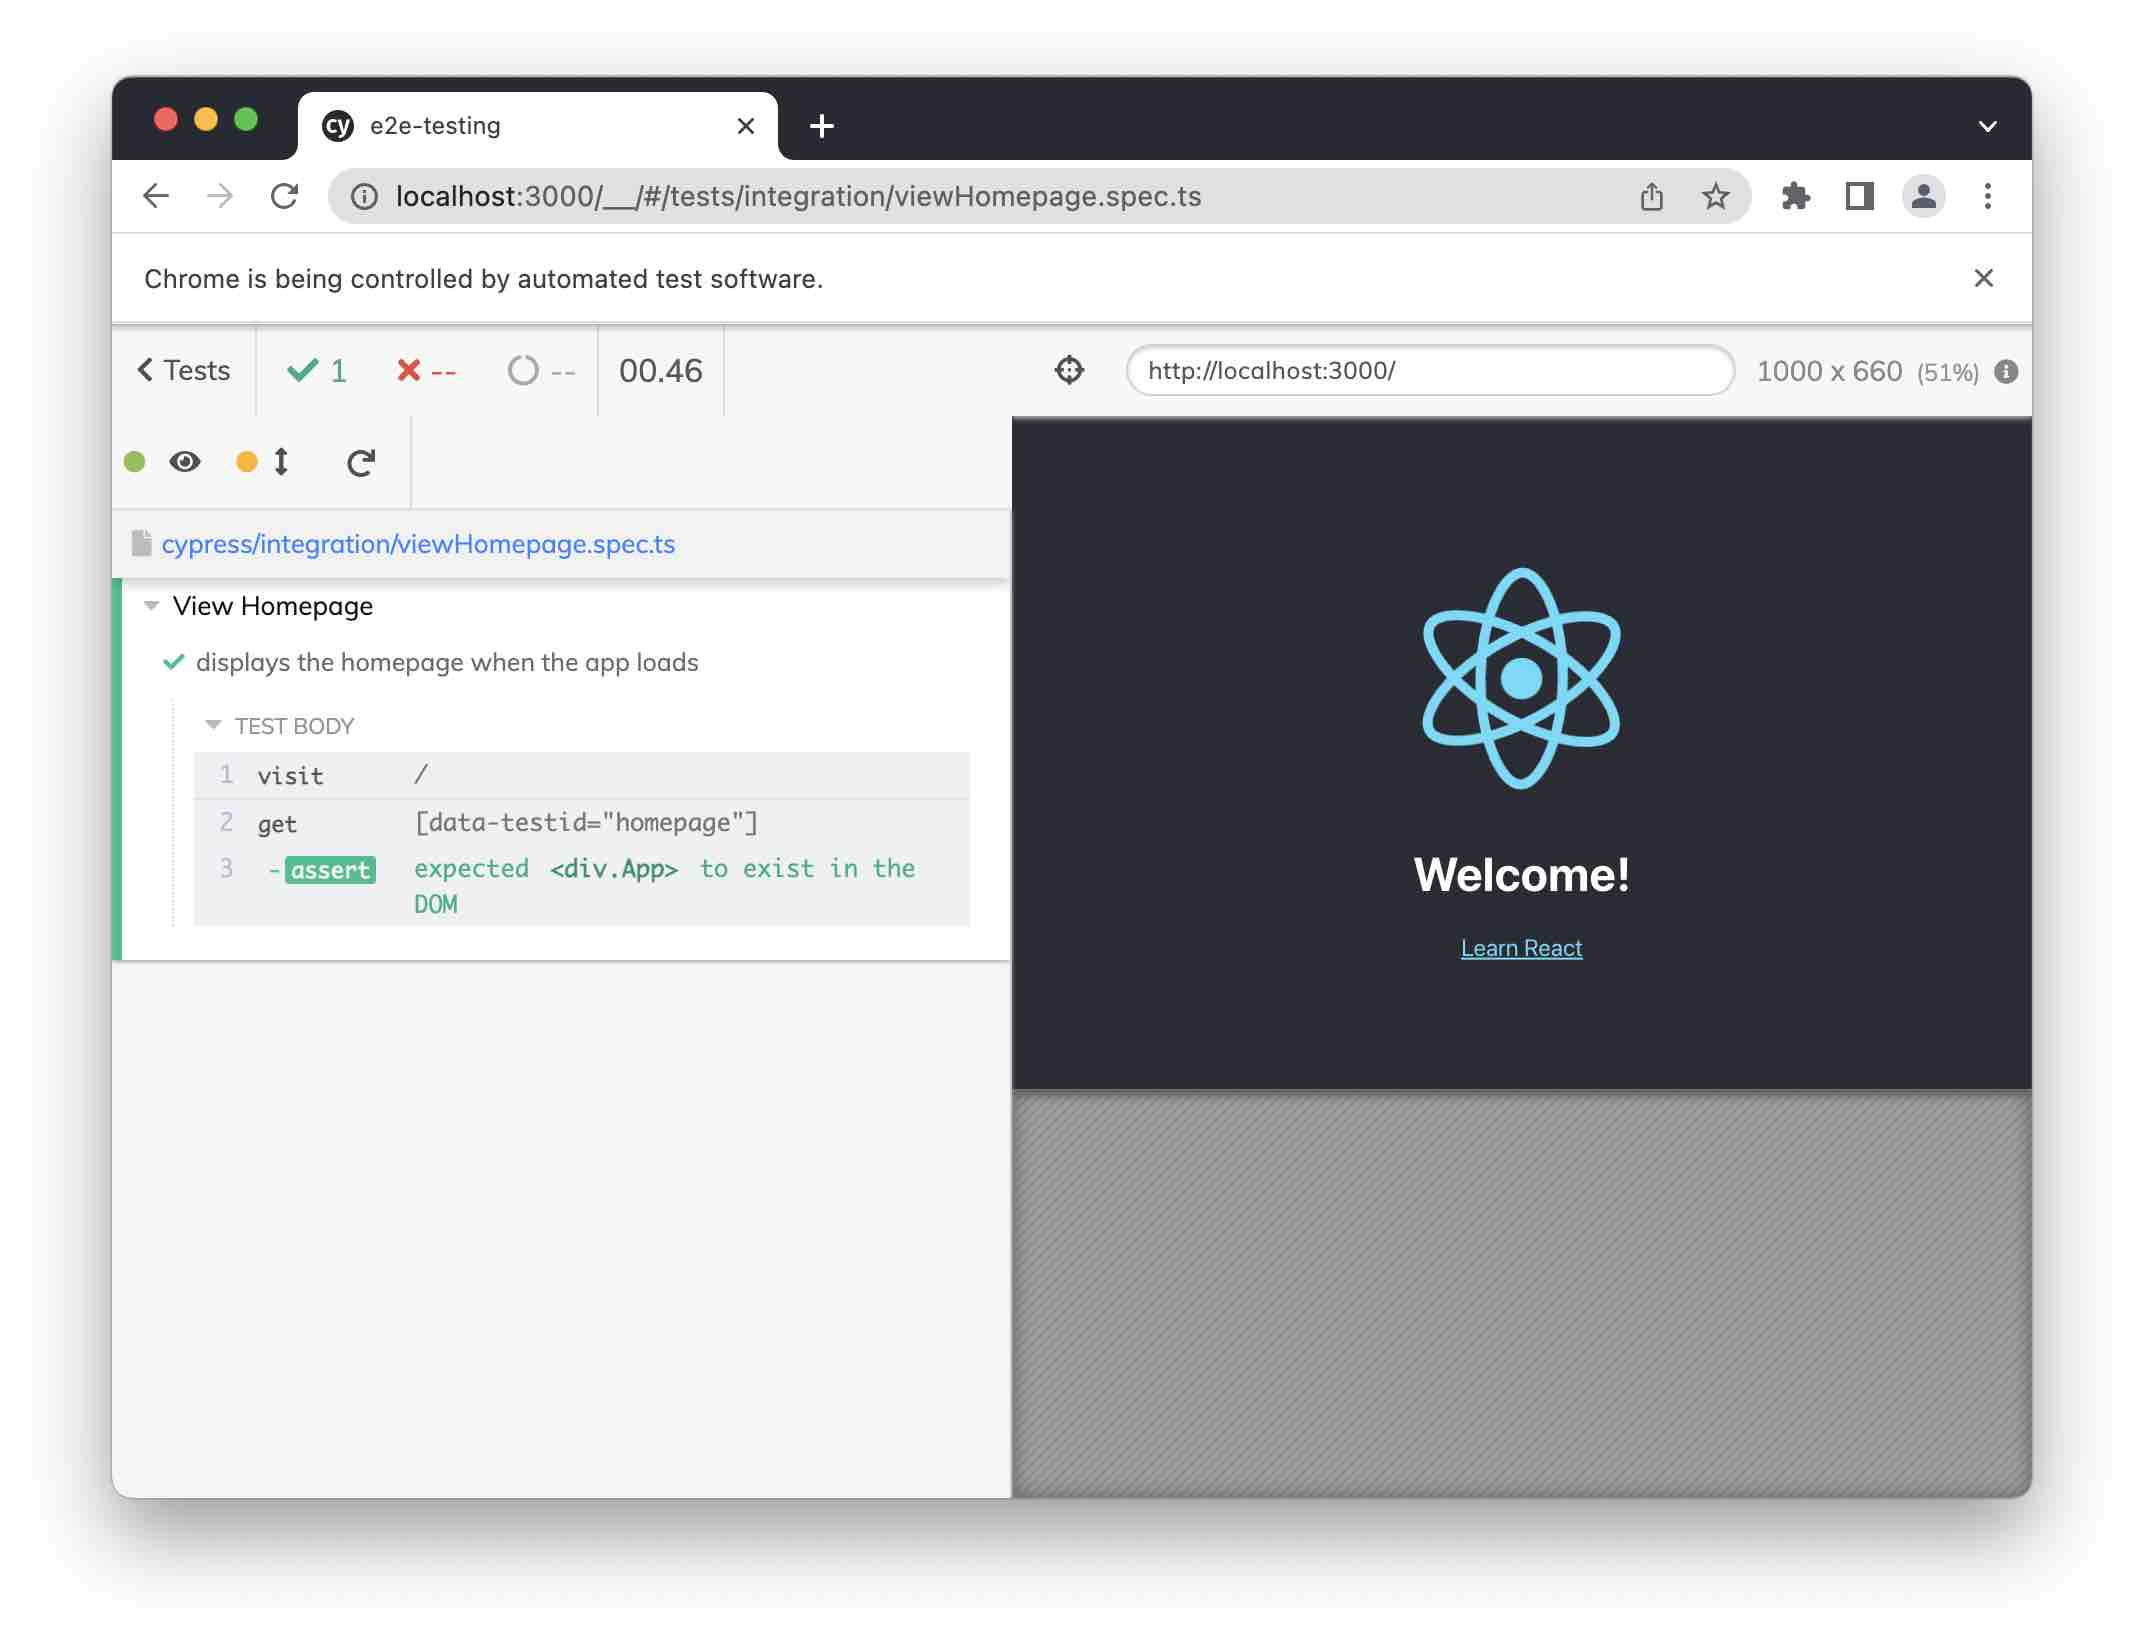 cy e2e-testing
localhost:3000/__/#/tests/integration/viewHomepage.spec.ts
Chrome is being controlled by automated test software.
Tests 1 -- -- 00.46
http://localhost:3000/ 1000 x 660 (51%)
cypress/integration/viewHomepage.spec.ts
View Homepage
displays the homepage when the app loads
TEST BODY
1 visit /
2 get [data-testid="homepage"]
3 -assert expected <div.App> to exist in the
DOM
Welcome!
Learn React